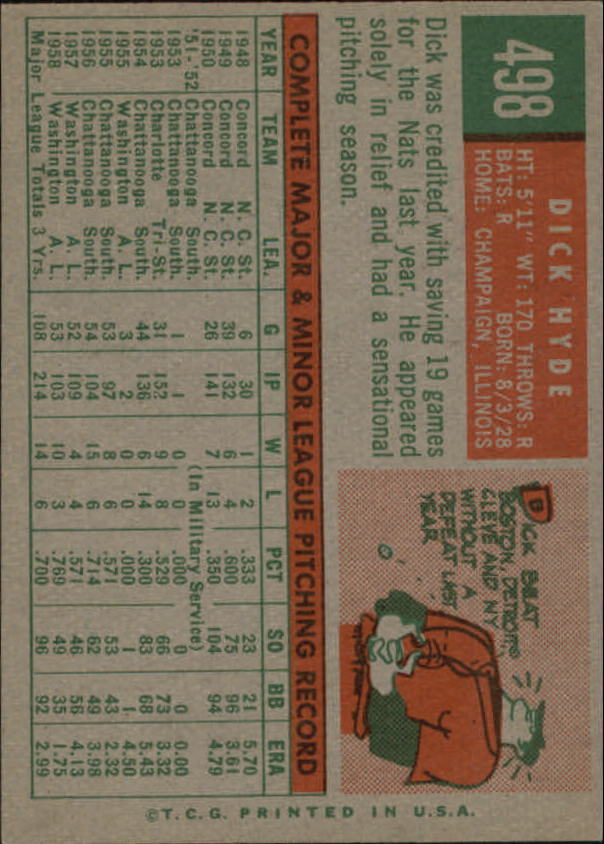 498
DICK HYDE
HT: 5'11" WT: 170 THROWS: R
BATS: R BORN: 8/3/28
HOME: CHAMPAIGN, ILLINOIS
Dick was credited with saving 19 games
for the Nats last year. He appeared
solely in relief and had a sensational
pitching season.
DICK BEAT
BOSTON, DETROIT,
CLEVE AND NY
WITHOUT A
DEFEAT LAST
YEAR
COMPLETE MAJOR & MINOR LEAGUE PITCHING RECORD
YEAR TEAM LEA. G IP W L PCT SO BB ERA
1948 Concord N. C. St. 6 30 1 2 .333 23 21 5.70
1949 Concord N. C. St. 39 132 6 4 .600 75 96 3.61
1950 Concord N. C. St. 26 141 7 13 .350 104 94 4.79
'51-'52 Chattanooga South. (In Military Service)
1953 Chattanooga South. 1 1 0 0 .000 0 0 0.00
1953 Charlotte Tri-St. 31 152 9 8 .529 66 73 3.32
1954 Chattanooga South. 44 136 6 14 .300 83 68 5.43
1955 Washington A. L. 3 2 0 0 .000 1 1 4.50
1955 Chattanooga South. 53 97 8 6 .571 53 43 2.32
1956 Chattanooga South. 54 104 15 6 .714 62 49 3.98
1957 Washington A. L. 52 109 4 3 .571 46 56 4.13
1958 Washington A. L. 53 103 10 3 .769 49 35 1.75
Major League Totals 3 Yrs. 108 214 14 6 .700 96 92 2.99
©T.C.G. PRINTED IN U.S.A.